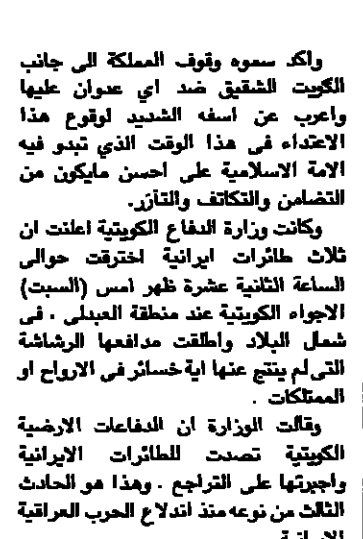 واكد سموه وقوف المملكة الى جانب
الكويت الشقيق ضد اي عدوان عليها
واعرب عن اسفه الشديد لوقوع هذا
الاعتداء فى هذا الوقت الذي تبدو فيه
الامة الاسلامية على احسن مايكون من
التضامن والتكاتف والتآزر.
وكانت وزارة الدفاع الكويتية اعلنت ان
ثلاث طائرات ايرانية اخترقت حوالى
الساعة الثانية عشرة ظهر امس (السبت)
الاجواء الكويتية عند منطقة العبدلى ، فى
شمال البلاد واطلقت مدافعها الرشاشة
التى لم ينتج عنها اية خسائر فى الارواح او
الممتلكات .
وقالت الوزارة ان الدفاعات الارضية
الكويتية تصدت للطائرات الايرانية
واجبرتها على التراجع . وهذا هو الحادث
الثالث من نوعه منذ اندلاع الحرب العراقية